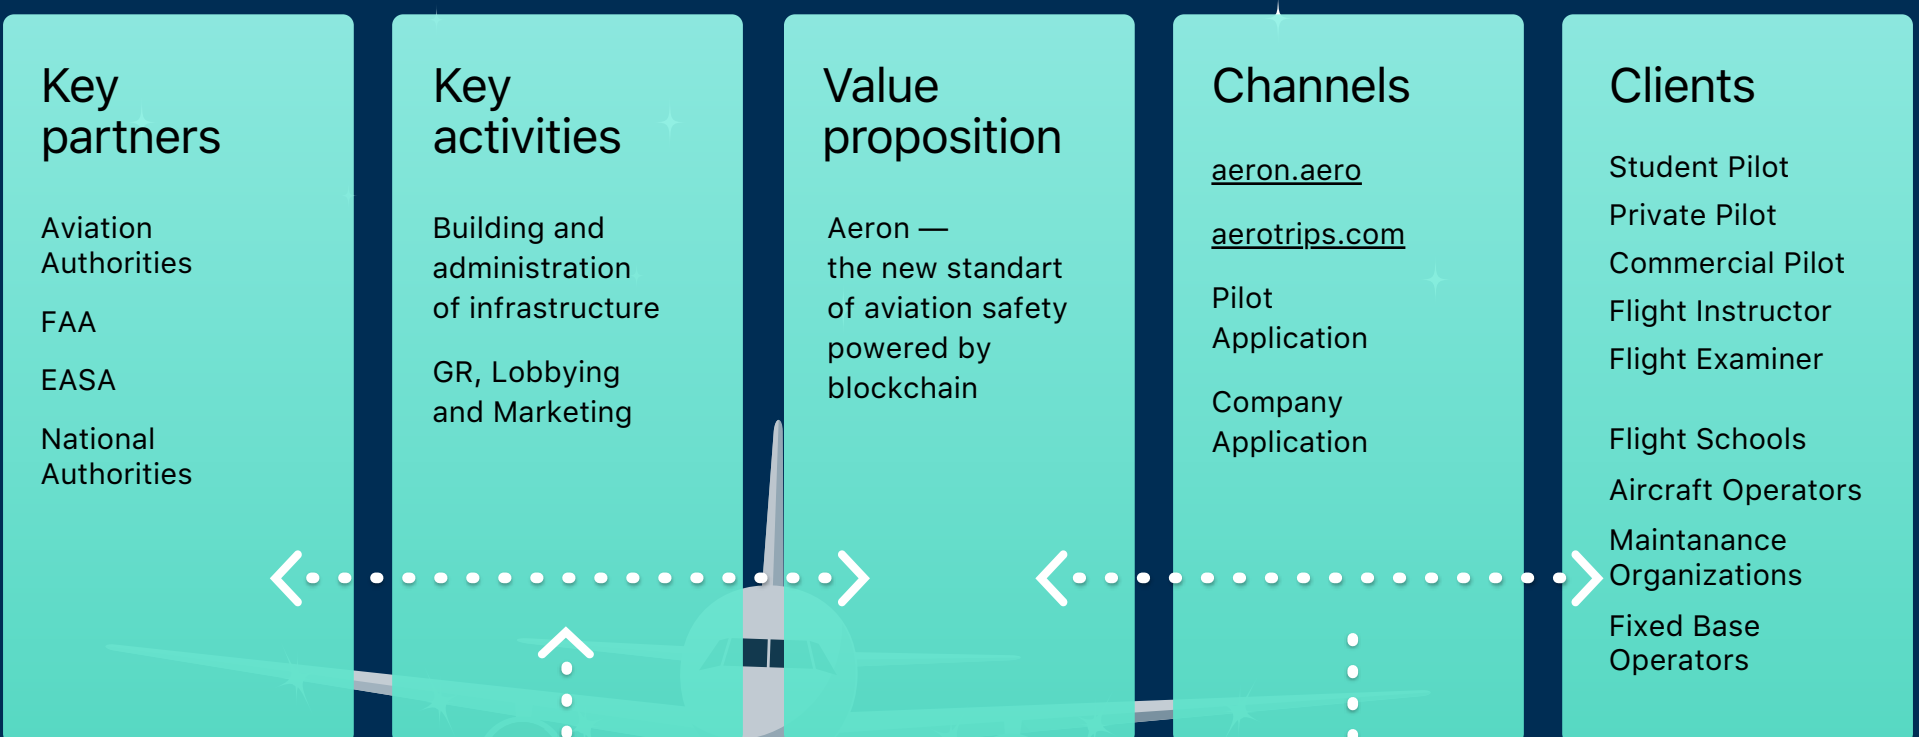 Key
partners
Aviation
Authorities
FAA
EASA
National
Authorities
Key
activities
Building and
administration
of infrastructure
GR, Lobbying
and Marketing
Value
proposition
Aeron —
the new standart
of aviation safety
powered by
blockchain
Channels
aeron.aero
aerotrips.com
Pilot
Application
Company
Application
Clients
Student Pilot
Private Pilot
Commercial Pilot
Flight Instructor
Flight Examiner
Flight Schools
Aircraft Operators
Maintanance
Organizations
Fixed Base
Operators